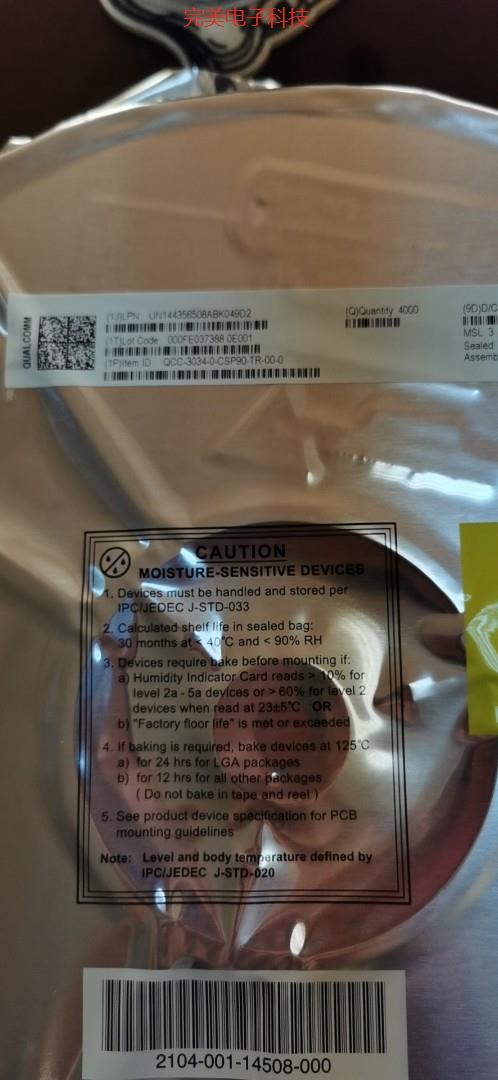 完美电子科技
QUALCOMM
(1J)LPN UN144356508ABK049D2
(Q)Quantity 4000
(9D)D/C
(1T)Lot Code 000FE037388 0E001
MSL 3
Sealed
(1P)Item ID QCC-3034-0-CSP90-TR-00-0
Assemb
CAUTION
MOISTURE-SENSITIVE DEVICES
1. Devices must be handled and stored per
IPC/JEDEC J-STD-033
2. Calculated shelf life in sealed bag:
30 months at < 40°C and < 90% RH
3. Devices require bake before mounting if:
a) Humidity Indicator Card reads > 10% for
level 2a - 5a devices or > 60% for level 2
devices when read at 23±5°C OR
b) "Factory floor life" is met or exceeded
4. If baking is required, bake devices at 125°C
a) for 24 hrs for LGA packages
b) for 12 hrs for all other packages
( Do not bake in tape and reel )
5. See product device specification for PCB
mounting guidelines
Note: Level and body temperature defined by
IPC/JEDEC J-STD-020
2104-001-14508-000